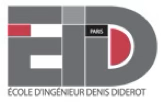 EID
PARIS
ÉCOLE D'INGÉNIEUR DENIS DIDEROT